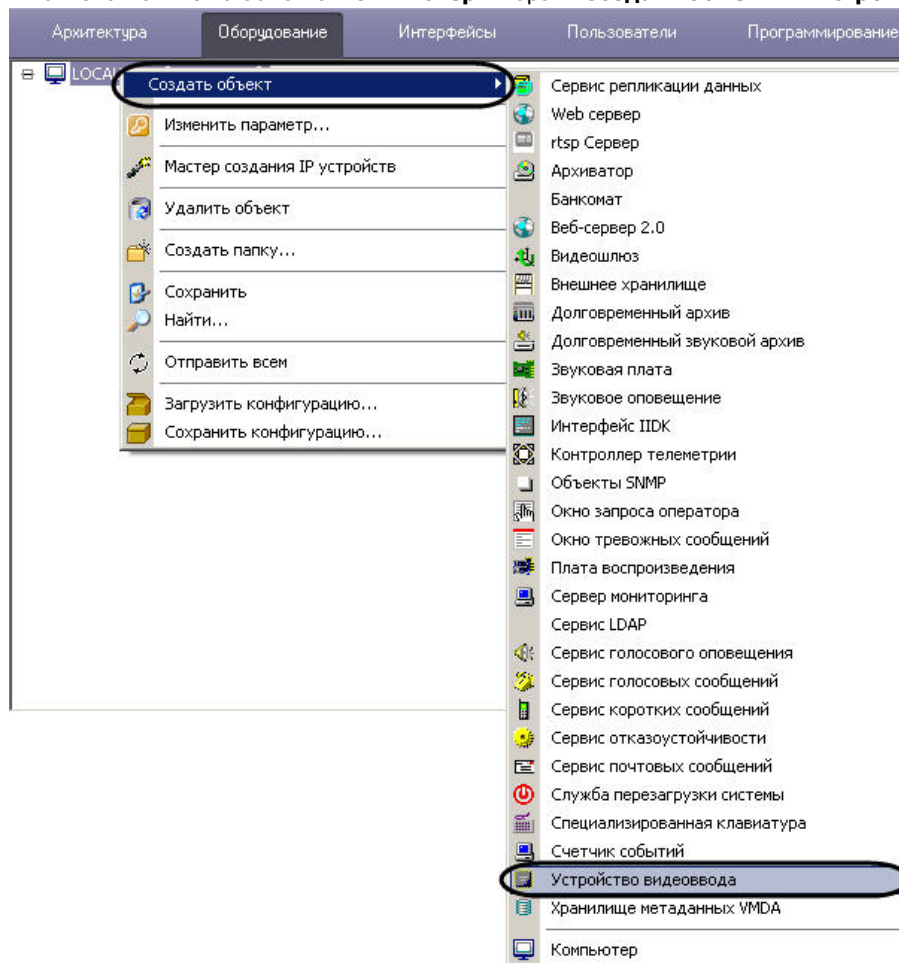 Архитектура Оборудование Интерфейсы Пользователи Программирование
LOCAL
Создать объект
Изменить параметр...
Мастер создания IP устройств
Удалить объект
Создать папку...
Сохранить
Найти...
Отправить всем
Загрузить конфигурацию...
Сохранить конфигурацию...
Сервис репликации данных
Web сервер
rtsp Сервер
Архиватор
Банкомат
Веб-сервер 2.0
Видеошлюз
Внешнее хранилище
Долговременный архив
Долговременный звуковой архив
Звуковая плата
Звуковое оповещение
Интерфейс IIDK
Контроллер телеметрии
Объекты SNMP
Окно запроса оператора
Окно тревожных сообщений
Плата воспроизведения
Сервер мониторинга
Сервис LDAP
Сервис голосового оповещения
Сервис голосовых сообщений
Сервис коротких сообщений
Сервис отказоустойчивости
Сервис почтовых сообщений
Служба перезагрузки системы
Специализированная клавиатура
Счетчик событий
Устройство видеоввода
Хранилище метаданных VMDA
Компьютер